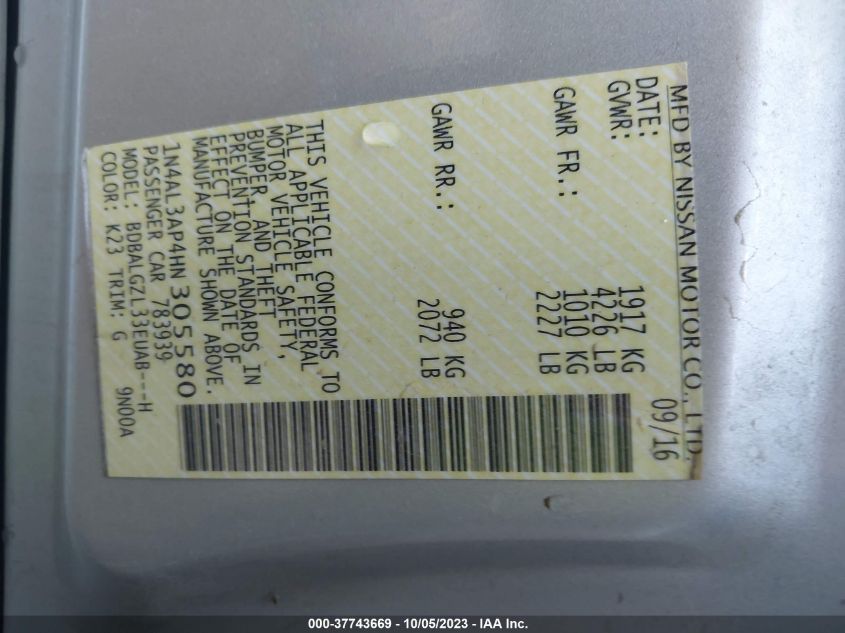 MFD BY NISSAN MOTOR CO., LTD.
DATE: 09/16
GVWR: 1917 KG
4226 LB
GAWR FR.: 1010 KG
2227 LB
GAWR RR.: 940 KG
2072 LB
THIS VEHICLE CONFORMS TO
ALL APPLICABLE FEDERAL
MOTOR VEHICLE SAFETY,
BUMPER, AND THEFT
PREVENTION STANDARDS IN
EFFECT ON THE DATE OF
MANUFACTURE SHOWN ABOVE.
1N4AL3AP4HN305580
PASSENGER CAR 783939
MODEL: BDBALGZL33EUAB---H
COLOR: K23 TRIM: G 9N00A
000-37743669 - 10/05/2023 - IAA Inc.